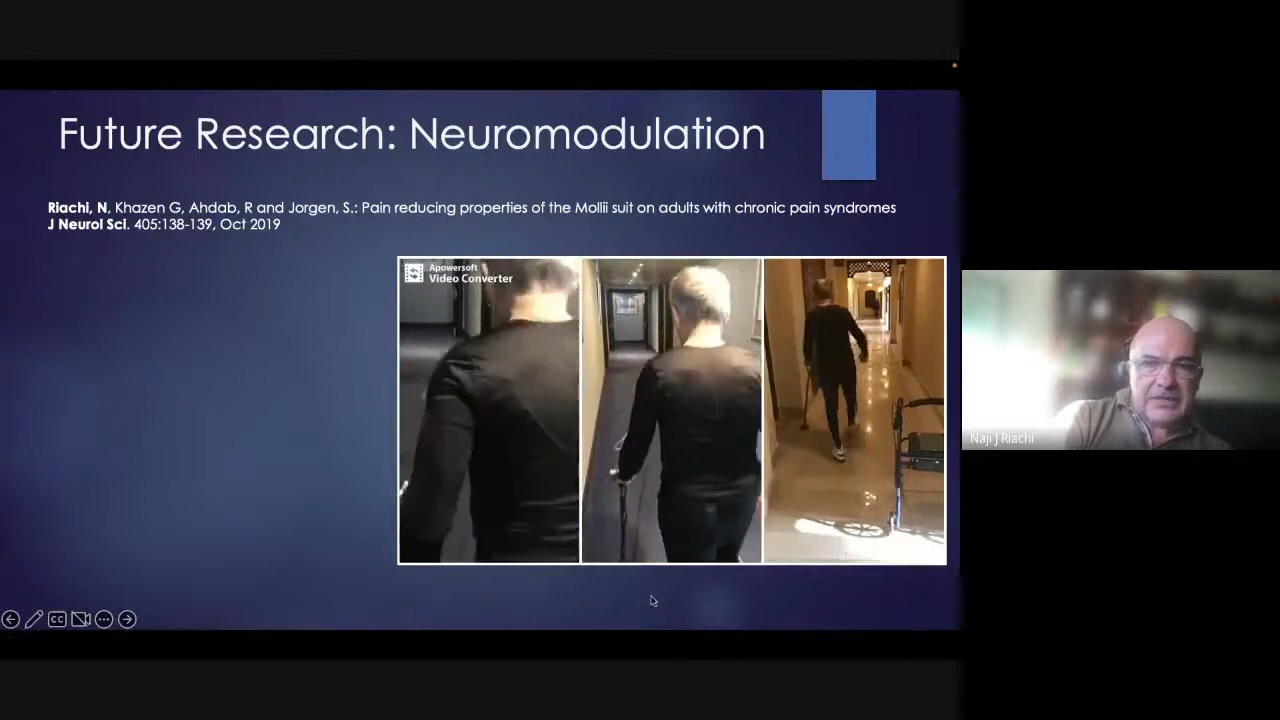 Future Research: Neuromodulation
Riachi, N, Khazen G, Ahdab, R and Jorgen, S.: Pain reducing properties of the Mollii suit on adults with chronic pain syndromes
J Neurol Sci. 405:138-139, Oct 2019
Apowersoft
Video Converter
Naji J Riachi
CC